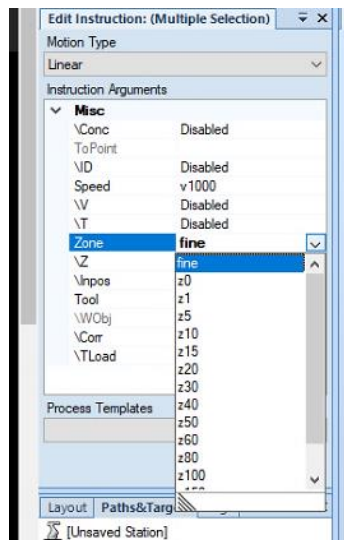 Edit Instruction: (Multiple Selection)
Motion Type
Linear
Instruction Arguments
Misc
\Conc Disabled
ToPoint
\ID Disabled
Speed v1000
\V Disabled
\T Disabled
Zone fine
\Z fine
\Inpos z0
Tool z1
\WObj z5
\Corr z10
\TLoad z15
z20
z30
z40
Process Templates z50
z60
z80
z100
Layout Paths&Targ
[Unsaved Station]